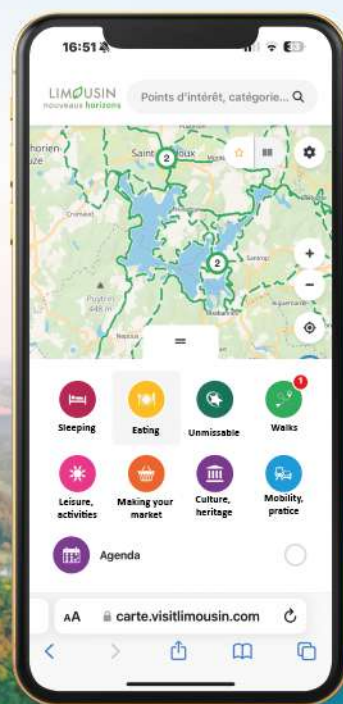 16:51
LIMOUSIN
nouveaux horizons
Points d'intérêt, catégorie...
2
2
448 m
+
−
1
Sleeping
Eating
Unmissable
Walks
Leisure,
activities
Making your
market
Culture,
heritage
Mobility,
pratice
Agenda
AA
carte.visitlimousin.com